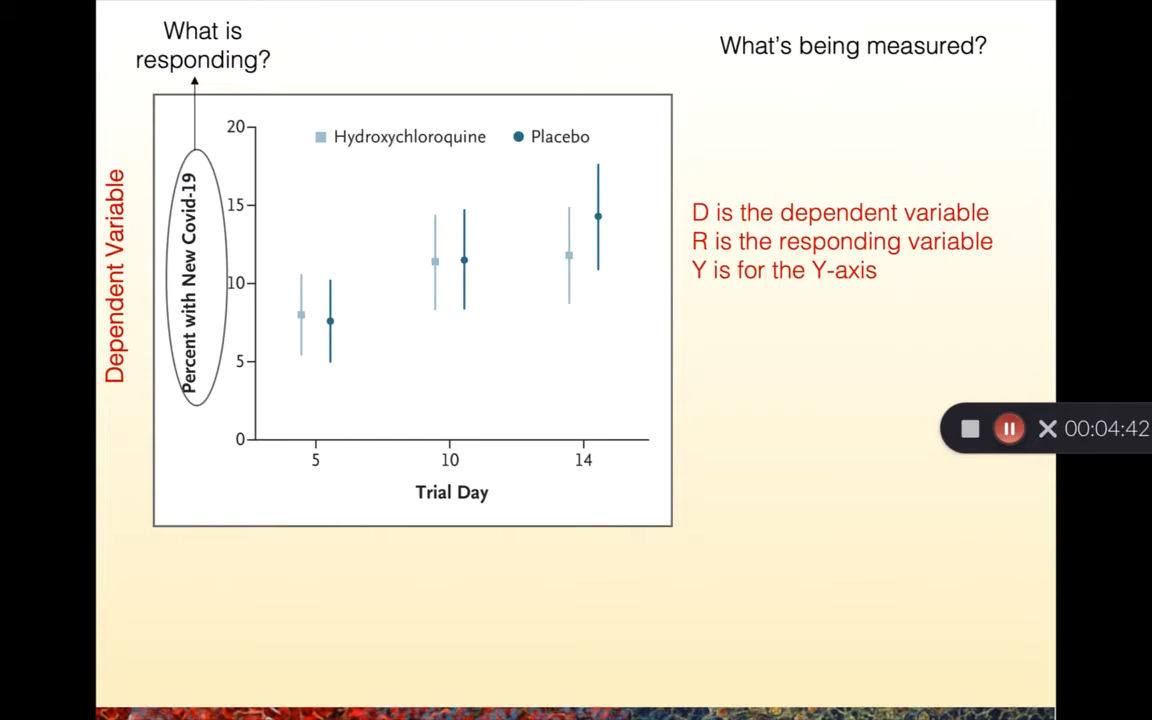 What is
responding?
What's being measured?
Dependent Variable
Percent with New Covid-19
20
15
10
5
0
Hydroxychloroquine
Placebo
5
10
14
Trial Day
D is the dependent variable
R is the responding variable
Y is for the Y-axis
00:04:42